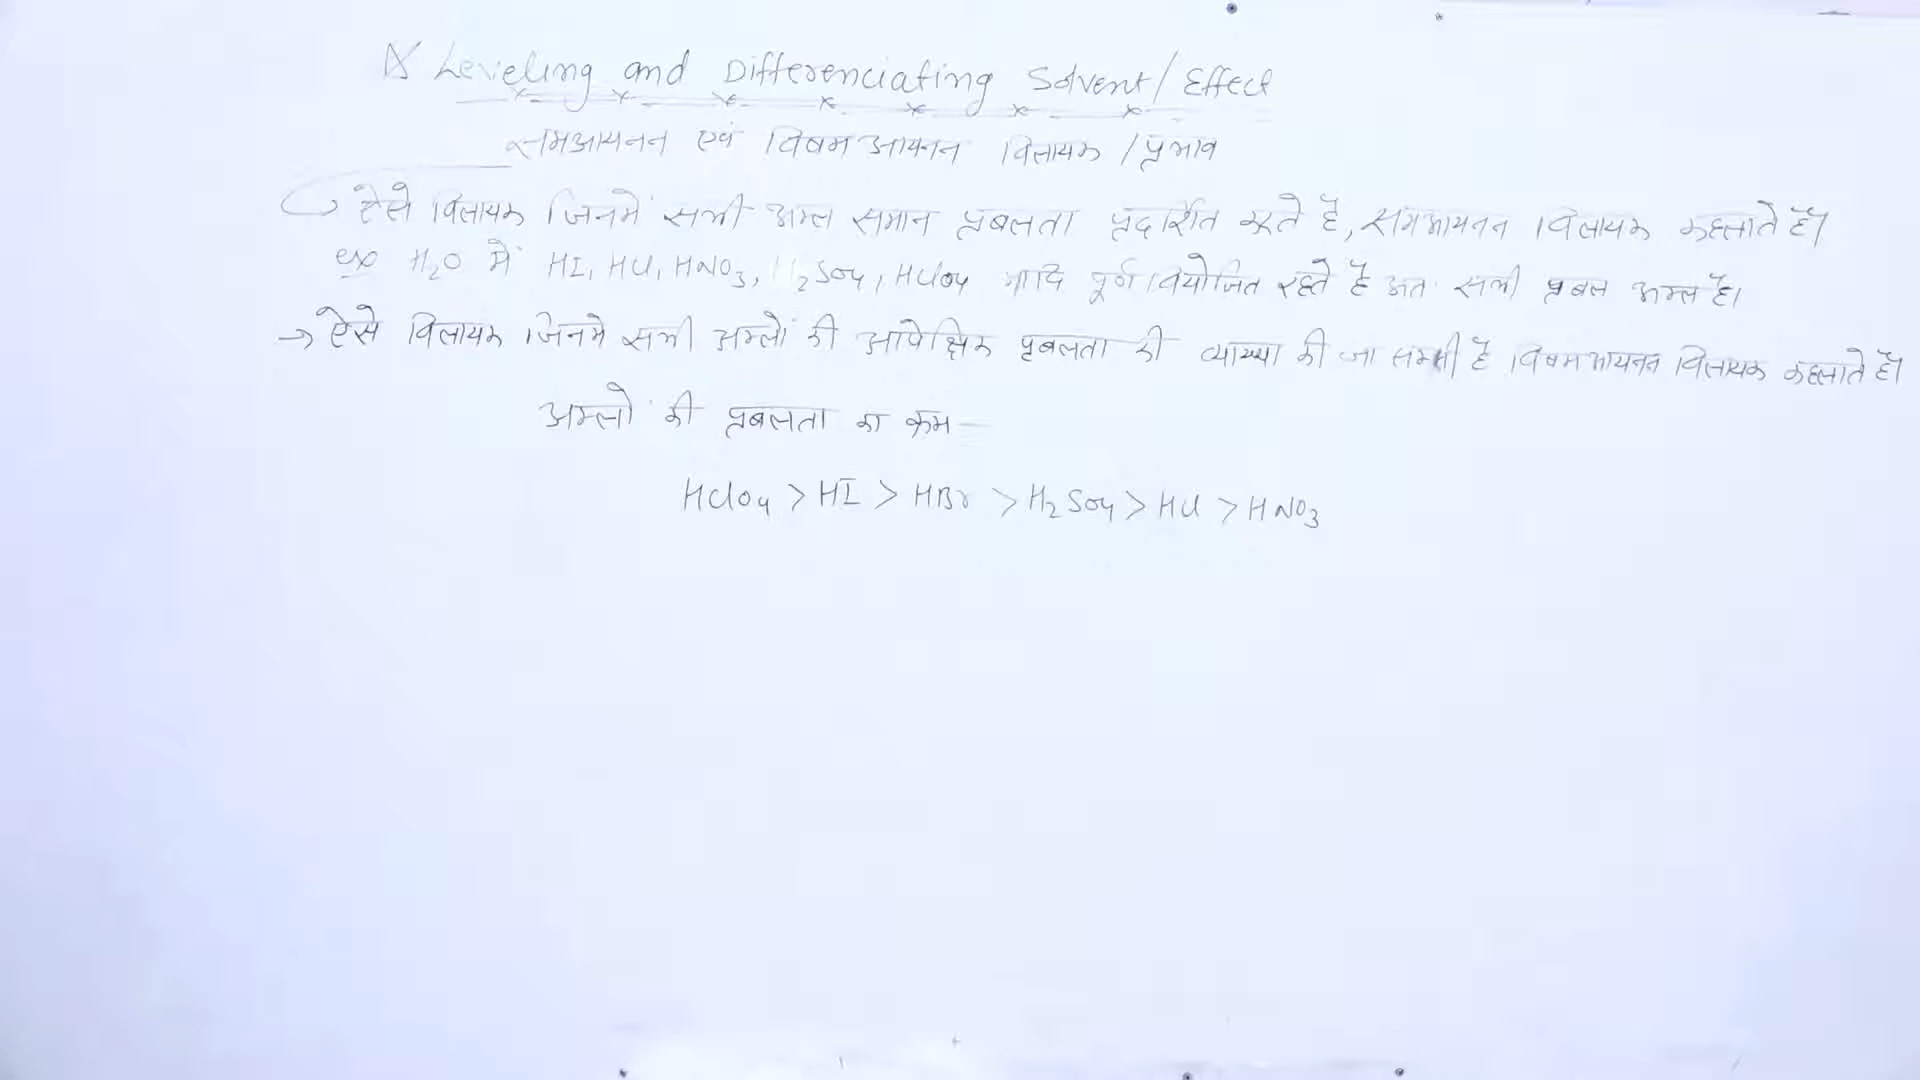 Leveling and Differenciating Solvent/Effect
समआयनन एवं विषमआयनन विलायक/प्रभाव
ऐसे विलायक जिनमें सभी अम्ल समान प्रबलता प्रदर्शित करते है, समआयनन विलायक कहलाते है।
ex H₂O में HI, HCl, HNO₃, H₂SO₄, HClO₄ आदि पूर्ण वियोजित रहते है अत: सभी प्रबल अम्ल है।
→ ऐसे विलायक जिनमे सभी अम्लों की आपेक्षिक प्रबलता की व्याख्या की जा सकती है विषमआयनन विलायक कहलाते है।
अम्लों की प्रबलता का क्रम-
HClO₄ > HI > HBr > H₂SO₄ > HCl > HNO₃